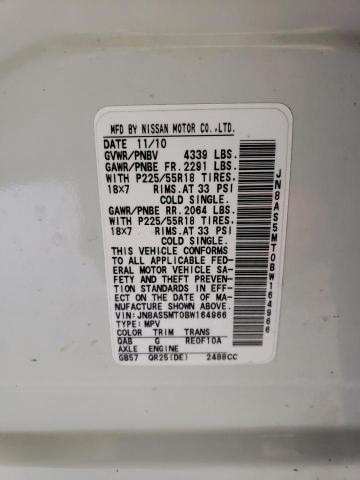 MFD BY NISSAN MOTOR CO.,LTD.
DATE 11/10
GVWR/PNBV 4339 LBS.
GAWR/PNBE FR.2291 LBS.
WITH P225/55R18 TIRES.
18x7 RIMS.AT 33 PSI
COLD SINGLE.
GAWR/PNBE RR.2064 LBS.
WITH P225/55R18 TIRES.
18x7 RIMS.AT 33 PSI
COLD SINGLE.
THIS VEHICLE CONFORMS
TO ALL APPLICABLE FED-
ERAL MOTOR VEHICLE SA-
FETY AND THEFT PREVENT-
ION STANDARDS IN EFF-
ECT ON THE DATE OF MA-
NUFACTURE SHOWN ABOVE.
VIN:JN8AS5MT0BW164966
TYPE: MPV
COLOR TRIM TRANS
QAB G RE0F10A
AXLE ENGINE
GB57 QR25(DE) 2488CC
JN8AS5MT0BW164966